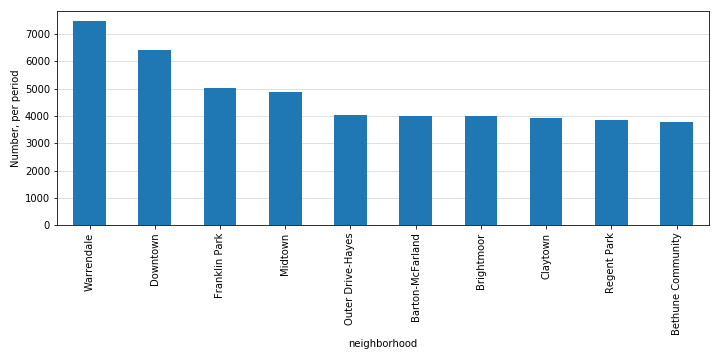 7000
6000
5000
4000
3000
2000
1000
0
Number, per period
Warrendale
Downtown
Franklin Park
Midtown
Outer Drive-Hayes
Barton-McFarland
Brightmoor
Claytown
Regent Park
Bethune Community
neighborhood